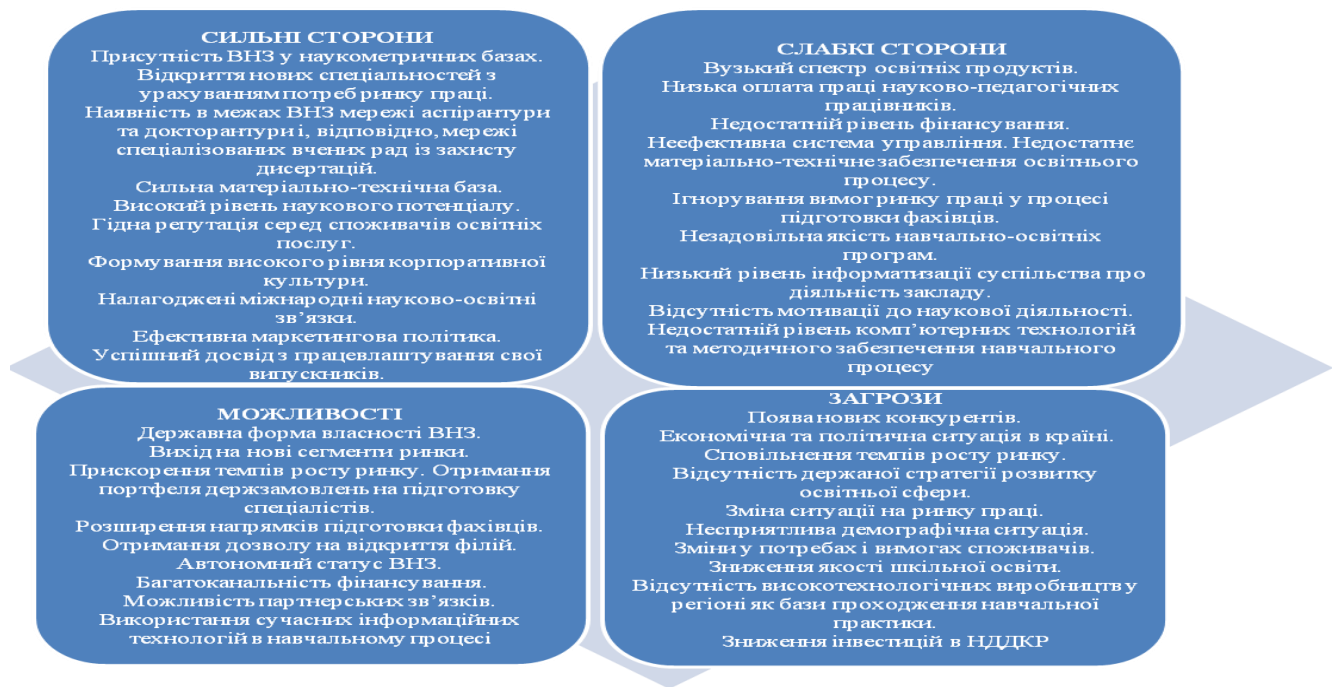 СИЛЬНІ СТОРОНИ
Присутність ВНЗ у наукометричних базах.
Відкриття нових спеціальностей з
урахуванням потреб ринку праці.
Наявність в межах ВНЗ мережі аспірантури
та докторантури і, відповідно, мережі
спеціалізованих вчених рад із захисту
дисертацій.
Сильна матеріально-технічна база.
Високий рівень наукового потенціалу.
Гідна репутація серед споживачів освітніх
послуг.
Формування високого рівня корпоративної
культури.
Налагоджені міжнародні науково-освітні
зв’язки.
Ефективна маркетингова політика.
Успішний досвід з працевлаштування свої
випускників.
СЛАБКІ СТОРОНИ
Вузький спектр освітніх продуктів.
Низька оплата праці науково-педагогічних
працівників.
Недостатній рівень фінансування.
Неефективна система управління. Недостатнє
матеріально-технічне забезпечення освітнього
процесу.
Ігнорування вимог ринку праці у процесі
підготовки фахівців.
Незадовільна якість навчально-освітніх
програм.
Низький рівень інформатизації суспільства про
діяльність закладу.
Відсутність мотивації до наукової діяльності.
Недостатній рівень комп’ютерних технологій
та методичного забезпечення навчального
процесу
МОЖЛИВОСТІ
Державна форма власності ВНЗ.
Вихід на нові сегменти ринки.
Прискорення темпів росту ринку. Отримання
портфеля держзамовлень на підготовку
спеціалістів.
Розширення напрямків підготовки фахівців.
Отримання дозволу на відкриття філій.
Автономний статус ВНЗ.
Багатоканальність фінансування.
Можливість партнерських зв’язків.
Використання сучасних інформаційних
технологій в навчальному процесі
ЗАГРОЗИ
Поява нових конкурентів.
Економічна та політична ситуація в країні.
Сповільнення темпів росту ринку.
Відсутність держаної стратегії розвитку
освітньої сфери.
Зміна ситуації на ринку праці.
Несприятлива демографічна ситуація.
Зміни у потребах і вимогах споживачів.
Зниження якості шкільної освіти.
Відсутність високотехнологічних виробництв у
регіоні як бази проходження навчальної
практики.
Зниження інвестицій в НДДКР